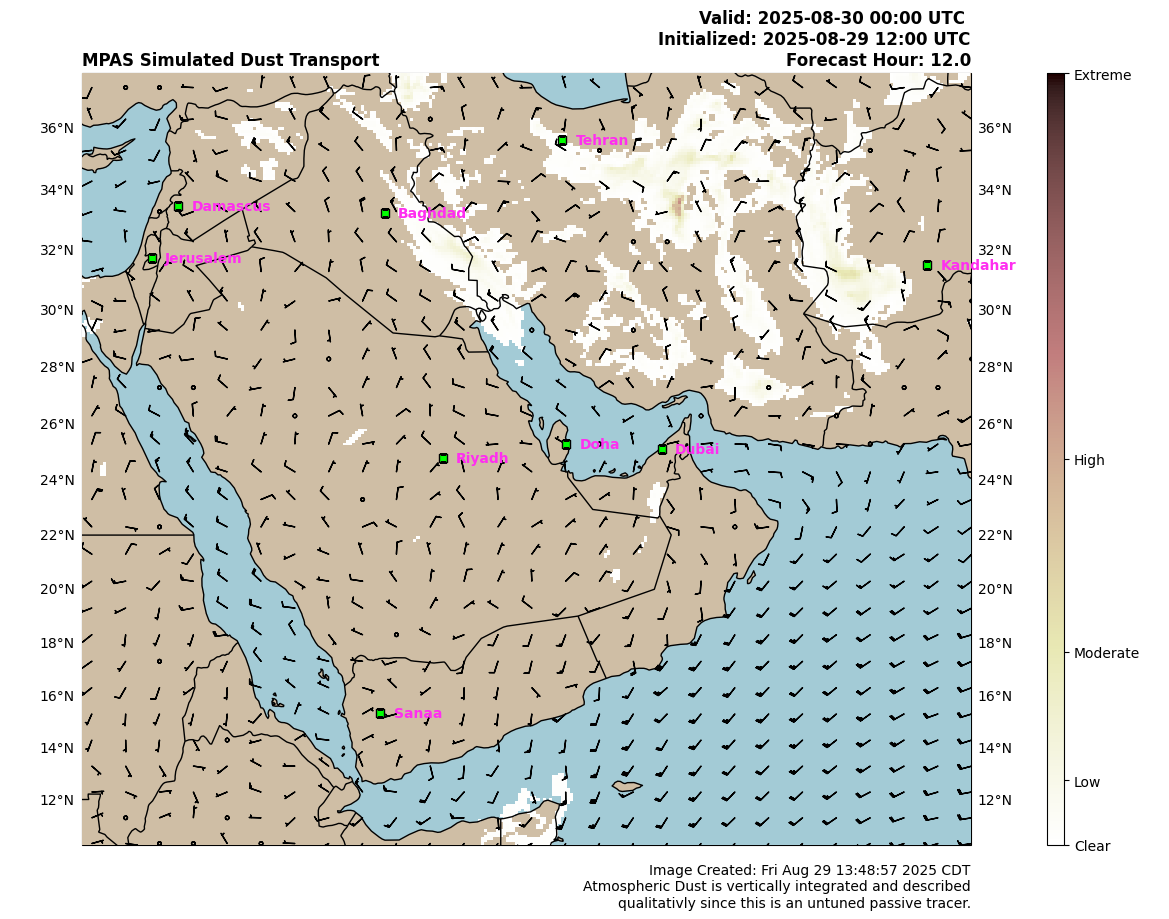 Valid: 2025-08-30 00:00 UTC
Initialized: 2025-08-29 12:00 UTC
MPAS Simulated Dust Transport
Forecast Hour: 12.0
Extreme
36°N
36°N
Tehran
34°N
34°N
Damascus
Baghdad
32°N
32°N
Jerusalem
Kandahar
30°N
30°N
28°N
28°N
26°N
26°N
Doha
Dubai
Riyadh
High
24°N
24°N
22°N
22°N
20°N
20°N
18°N
18°N
Moderate
16°N
16°N
Sanaa
14°N
14°N
Low
12°N
12°N
Clear
Image Created: Fri Aug 29 13:48:57 2025 CDT
Atmospheric Dust is vertically integrated and described
qualitativly since this is an untuned passive tracer.